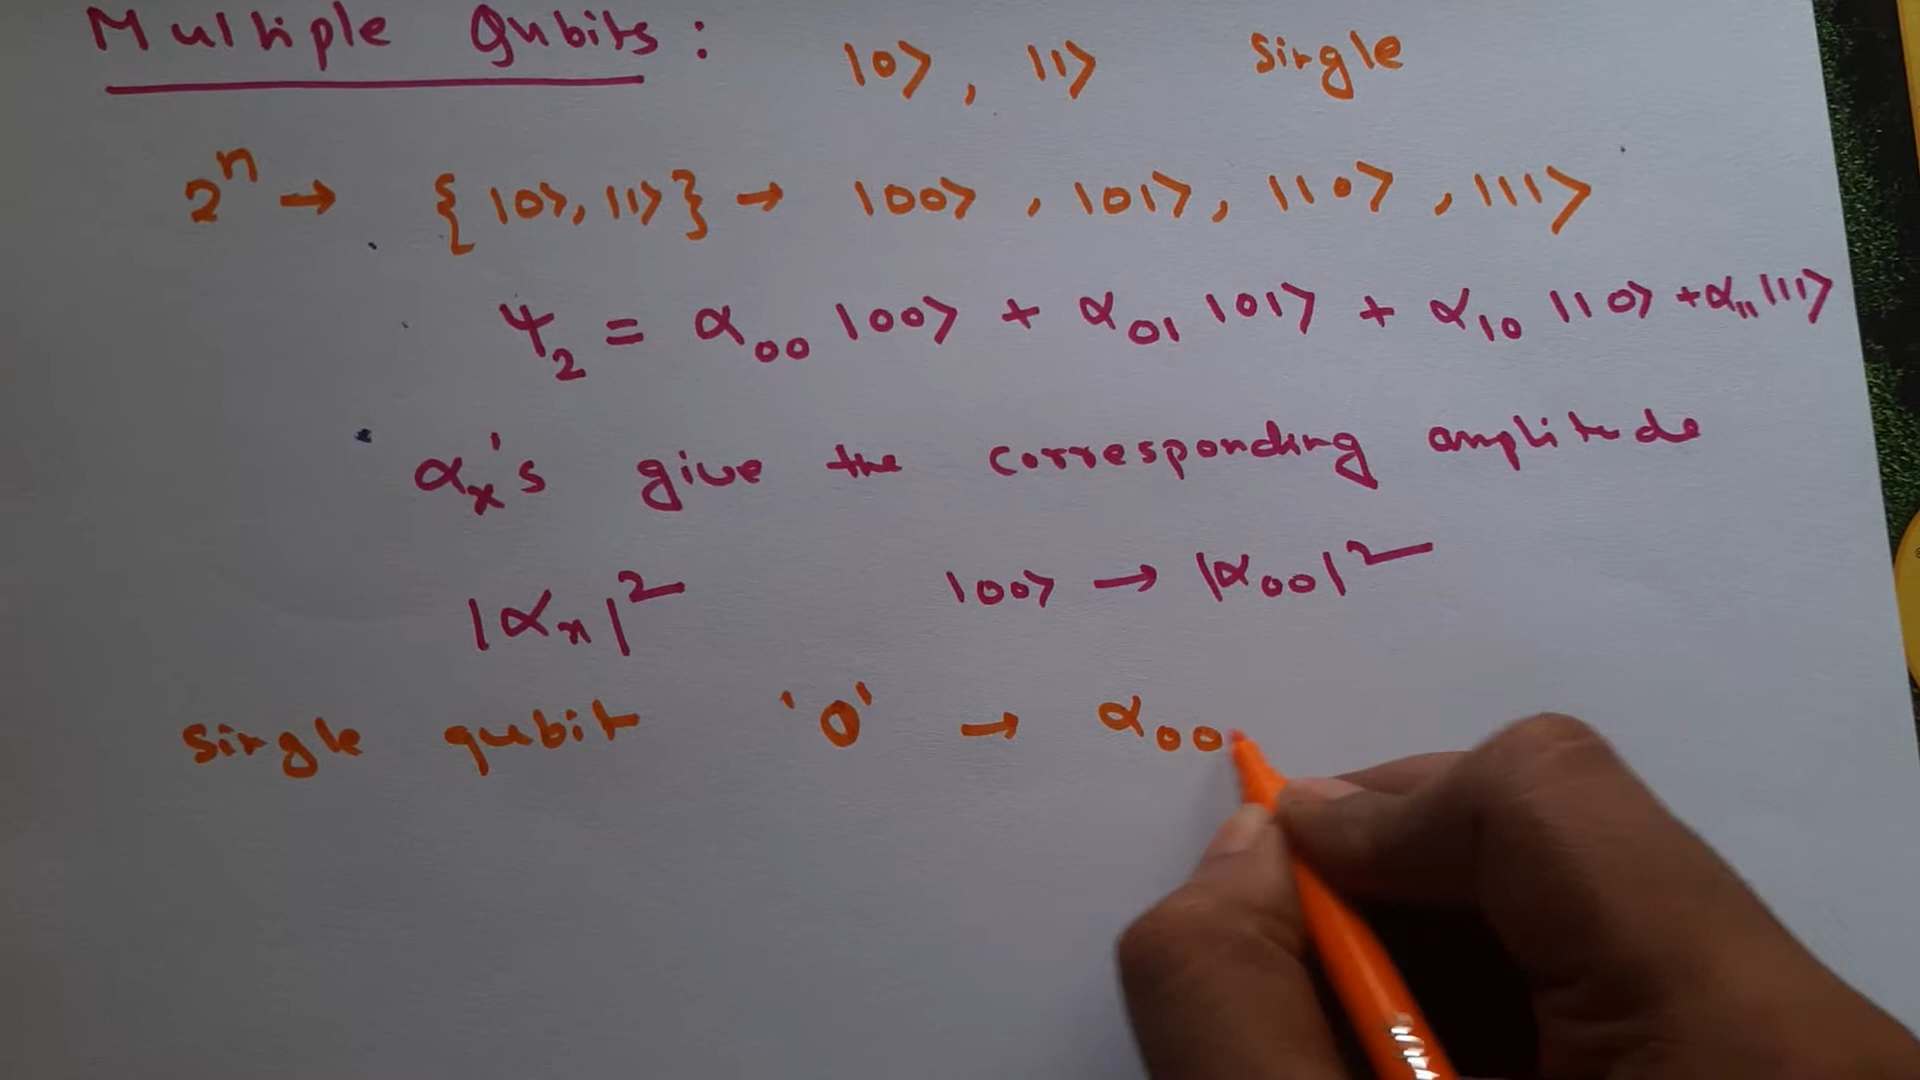 Multiple Qubits: |0⟩, |1⟩ Single
2ⁿ → {|0⟩, |1⟩} → |00⟩, |01⟩, |10⟩, |11⟩
Ψ₂ = α₀₀ |00⟩ + α₀₁ |01⟩ + α₁₀ |10⟩ + α₁₁ |11⟩
αₓ's give the corresponding amplitude
|αₓ|² |00⟩ → |α₀₀|²
Single qubit '0' → α₀₀